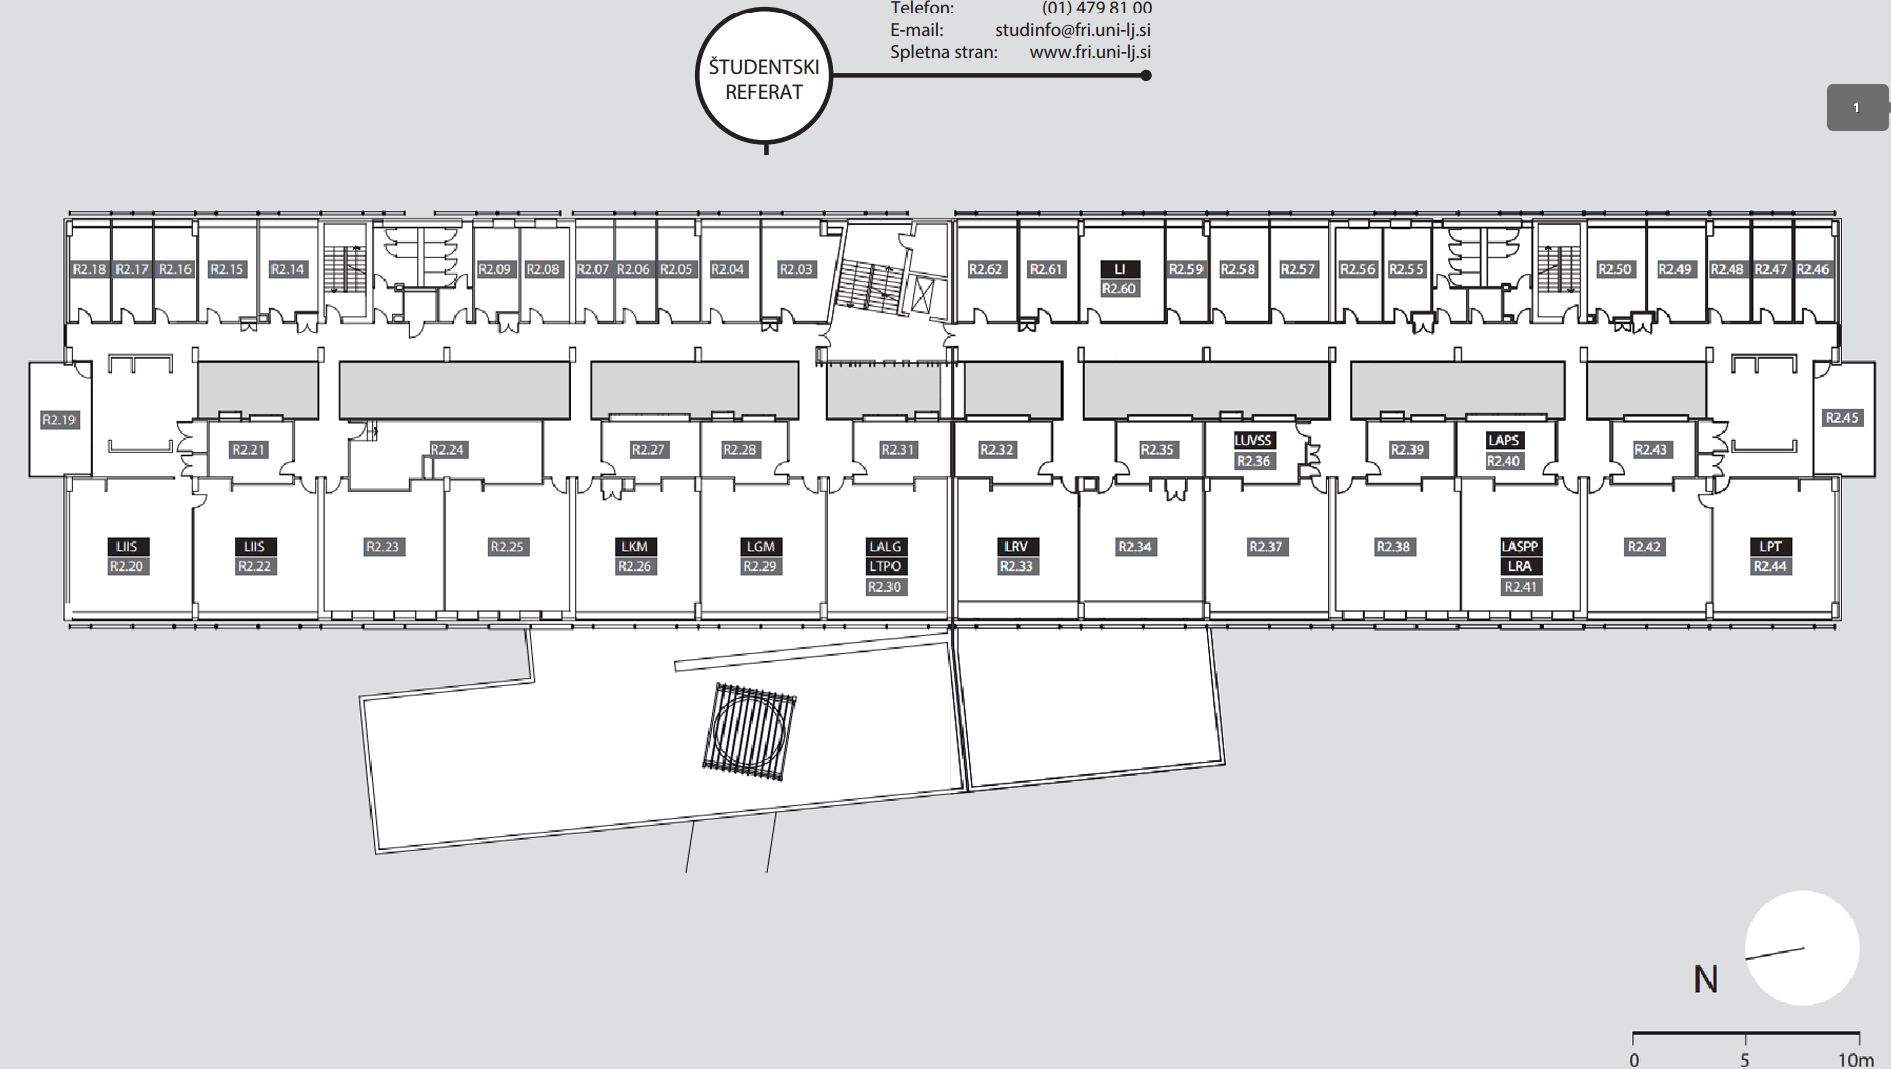 Telefon: (01) 479 81 00
E-mail: studinfo@fri.uni-lj.si
Spletna stran: www.fri.uni-lj.si
ŠTUDENTSKI
REFERAT
1
R2.18 R2.17 R2.16 R2.15 R2.14 R2.09 R2.08 R2.07 R2.06 R2.05 R2.04 R2.03 R2.62 R2.61 LI R2.59 R2.58 R2.57 R2.56 R2.55 R2.50 R2.49 R2.48 R2.47 R2.46
R2.60
R2.19 R2.45
LUVSS LAPS
R2.21 R2.24 R2.27 R2.28 R2.31 R2.32 R2.35 R2.36 R2.39 R2.40 R2.43
LIIS LIIS R2.23 R2.25 LKM LGM LALG LRV R2.34 R2.37 R2.38 LASPP R2.42 LPT
R2.20 R2.22 R2.26 R2.29 LTPO R2.33 LRA R2.44
R2.30 R2.41
N
0 5 10m